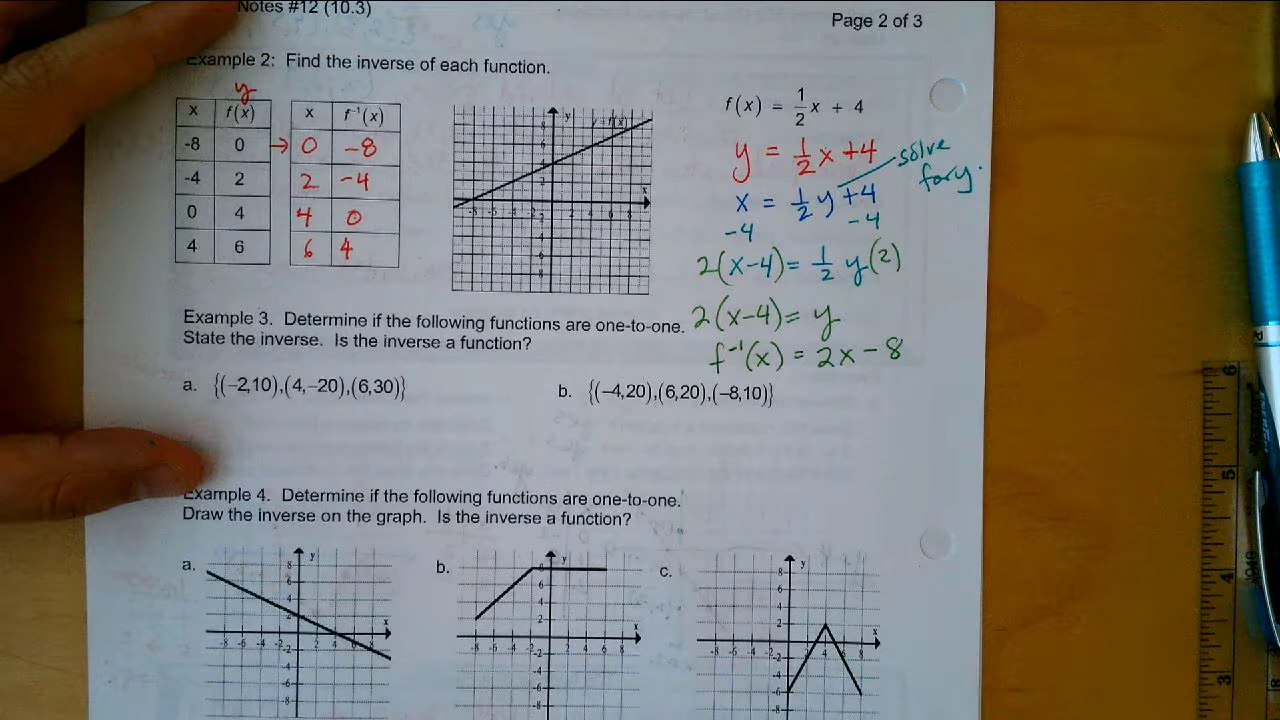 Notes #12 (10.3)
Page 2 of 3
Example 2: Find the inverse of each function.
y
x f(x)
-8 0
-4 2
0 4
4 6
→
x f⁻¹(x)
0 -8
2 -4
4 0
6 4
y
y = f(x)
x
f(x) = 1/2 x + 4
y = 1/2 x + 4
solve for y.
x = 1/2 y + 4
-4 -4
2(x-4) = 1/2 y(2)
2(x-4) = y
f⁻¹(x) = 2x - 8
Example 3. Determine if the following functions are one-to-one.
State the inverse. Is the inverse a function?
a. {(-2,10),(4,-20),(6,30)}
b. {(-4,20),(6,20),(-8,10)}
Example 4. Determine if the following functions are one-to-one.
Draw the inverse on the graph. Is the inverse a function?
a.
y
x
b.
y
x
c.
y
x
6
5
4
3